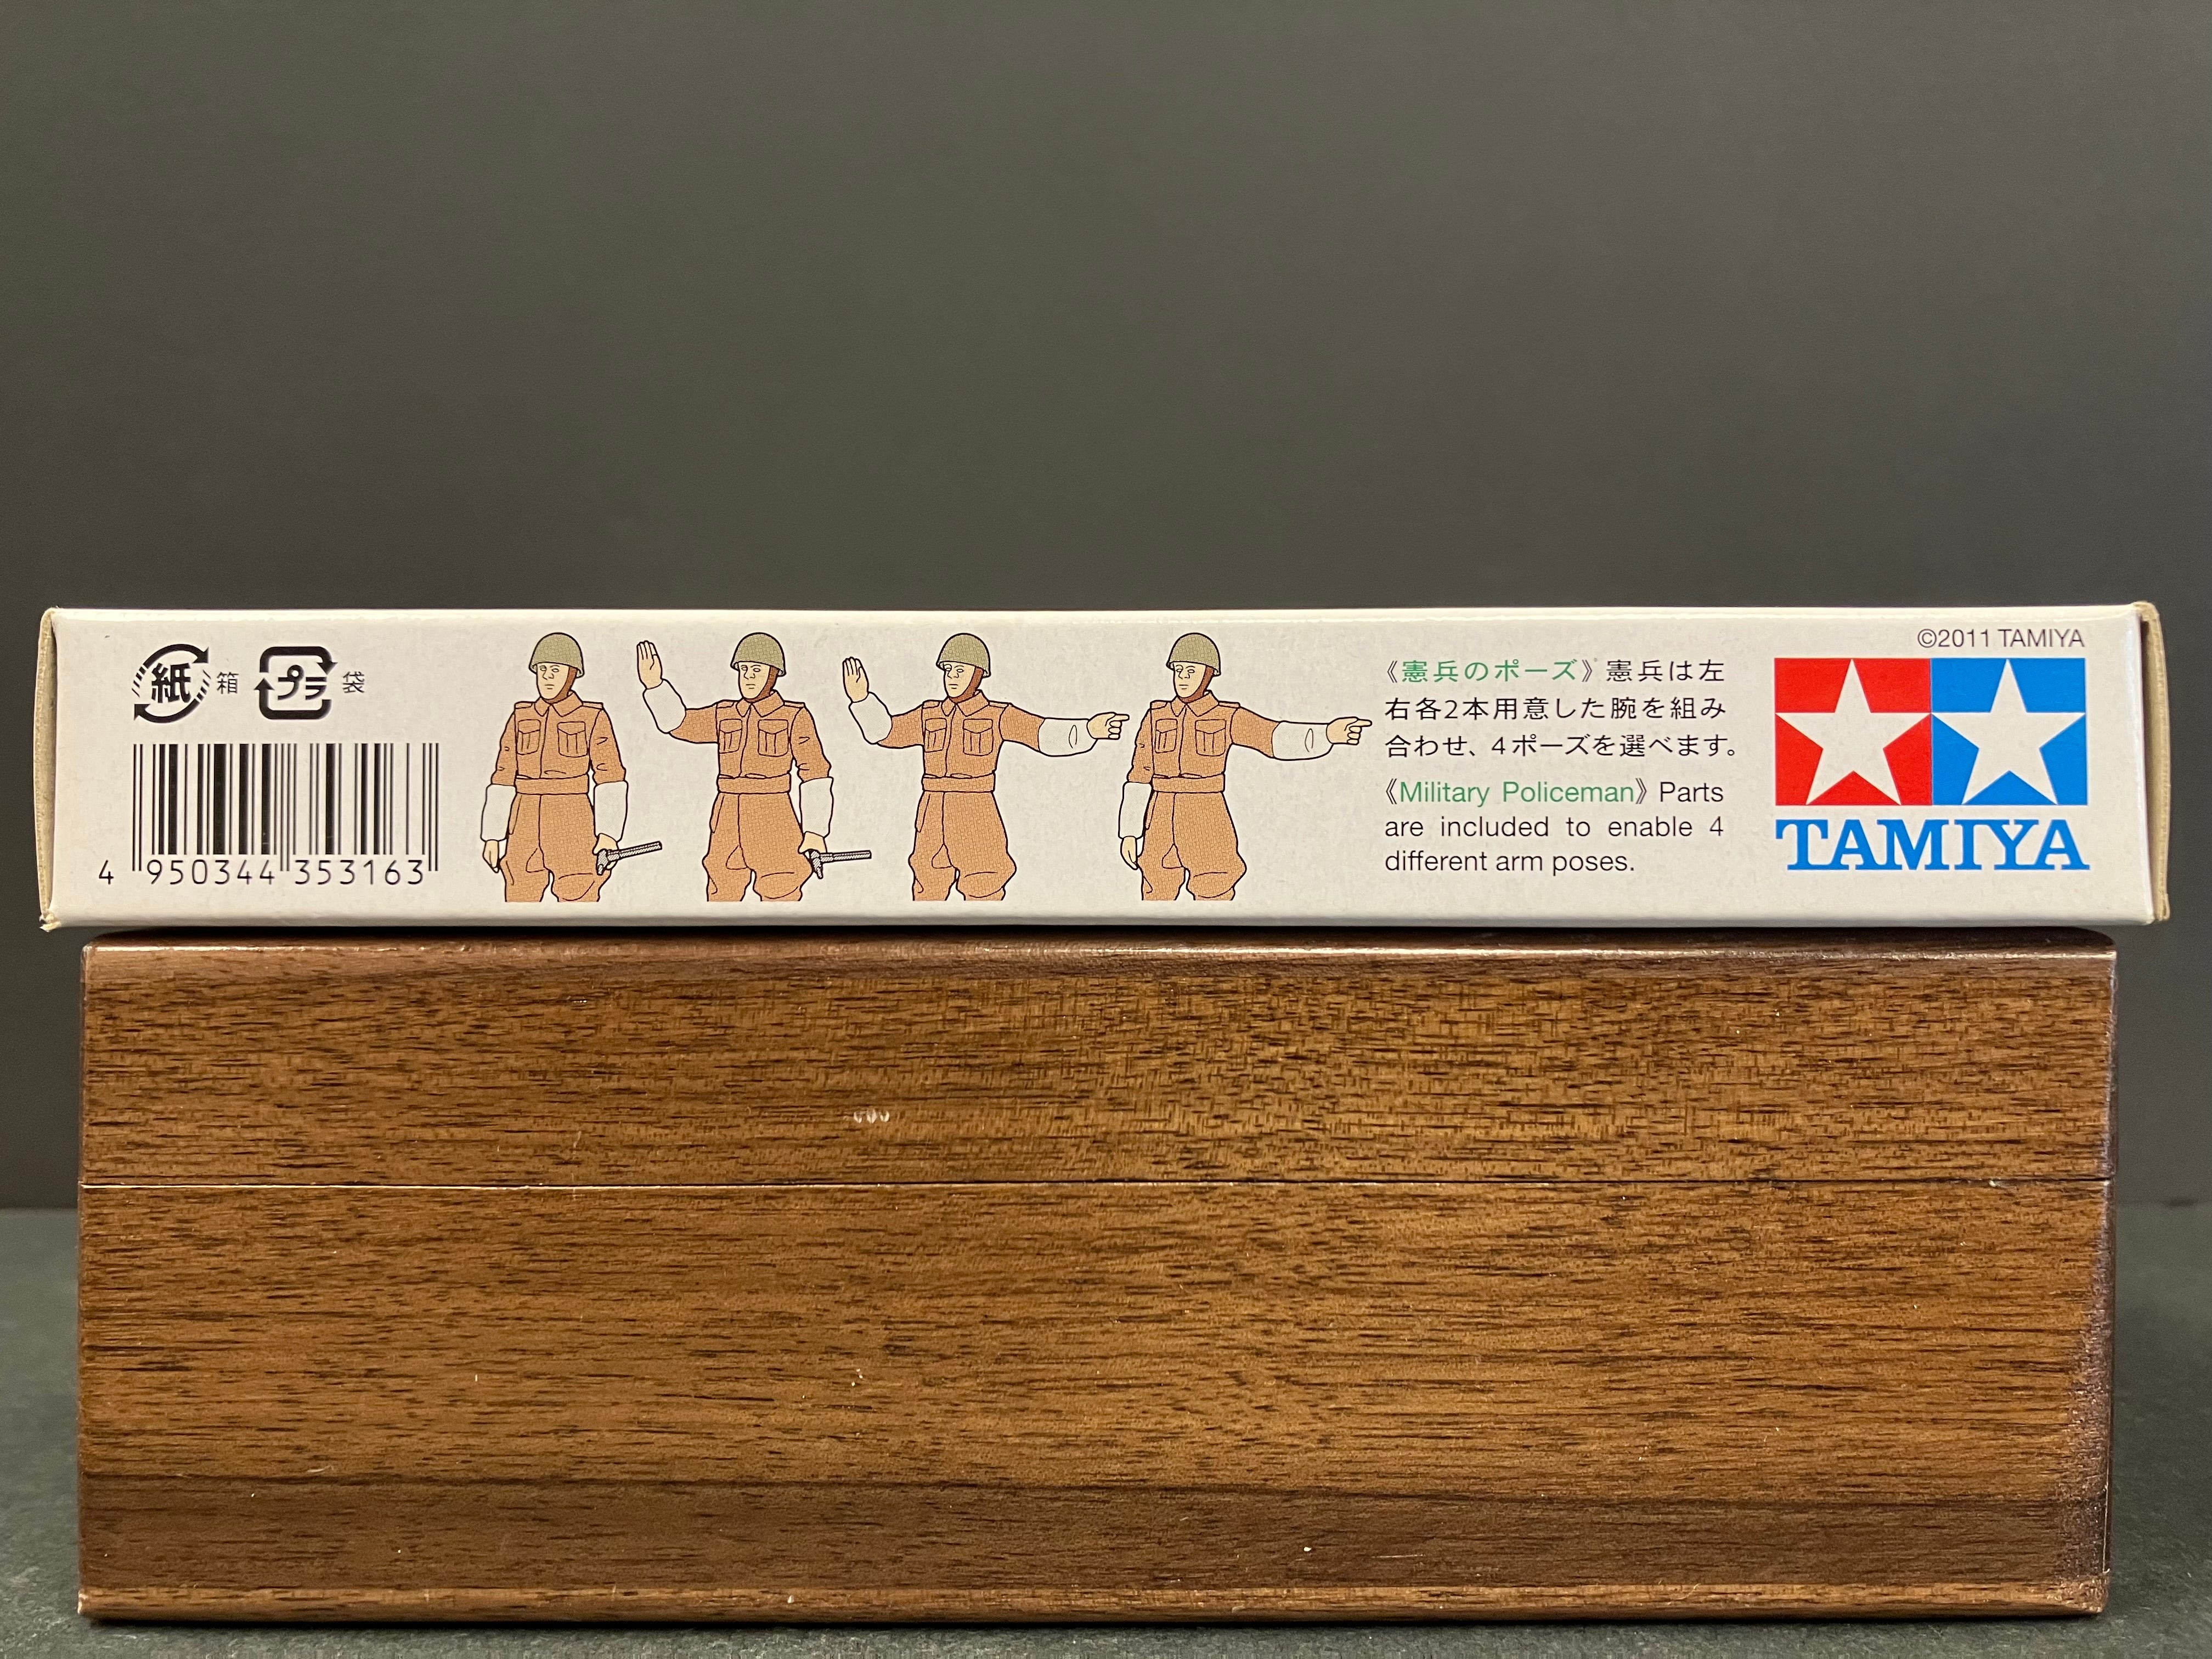 紙 箱 プラ 袋
4 950344 353163
《憲兵のポーズ》憲兵は左
右各2本用意した腕を組み
合わせ、4ポーズを選べます。
《Military Policeman》 Parts
are included to enable 4
different arm poses.
©2011 TAMIYA
TAMIYA